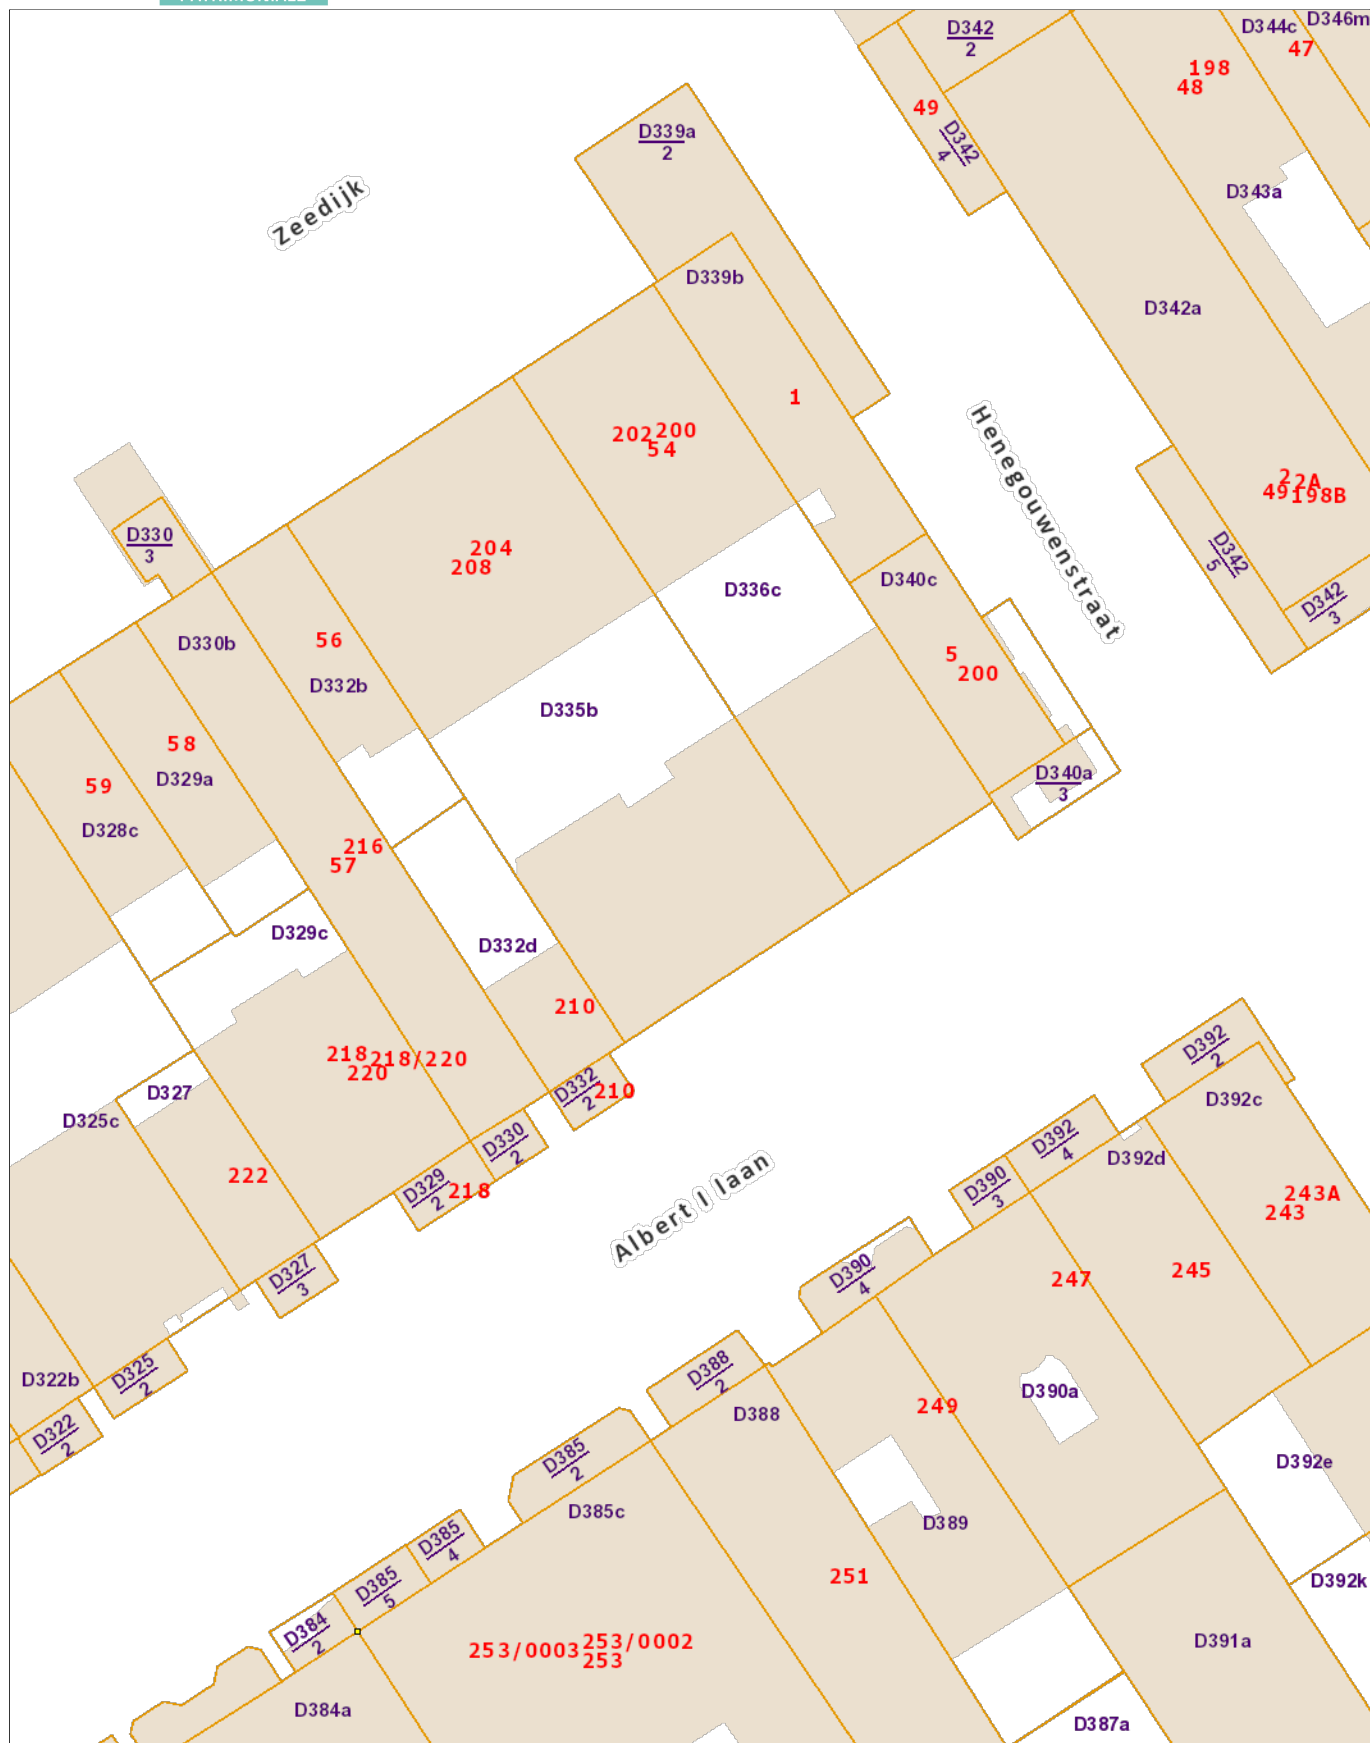 D342
2
D344c
D346m
47
198
48
49
D342
4
D339a
2
D343a
Zeedijk
D339b
D342a
1
202
200
54
Henegouwenstraat
2
2A
49
198B
D330
3
204
208
D342
5
D336c
D340c
D342
3
56
D330b
5
200
D332b
D335b
58
D329a
59
D340a
3
D328c
216
57
D329c
D332d
210
218
218/220
220
D392
2
D327
D332
2
210
D325c
D392c
D330
2
D392
4
D392d
222
D329
2
218
D390
3
243A
243
Albert I laan
D327
3
D390
4
247
245
D325
2
D322b
D388
2
D390a
249
D388
D322
2
D385
2
D392e
D385c
D389
D385
4
251
D385
5
D392k
D384
2
253/0003
253/0002
253
D391a
D384a
D387a